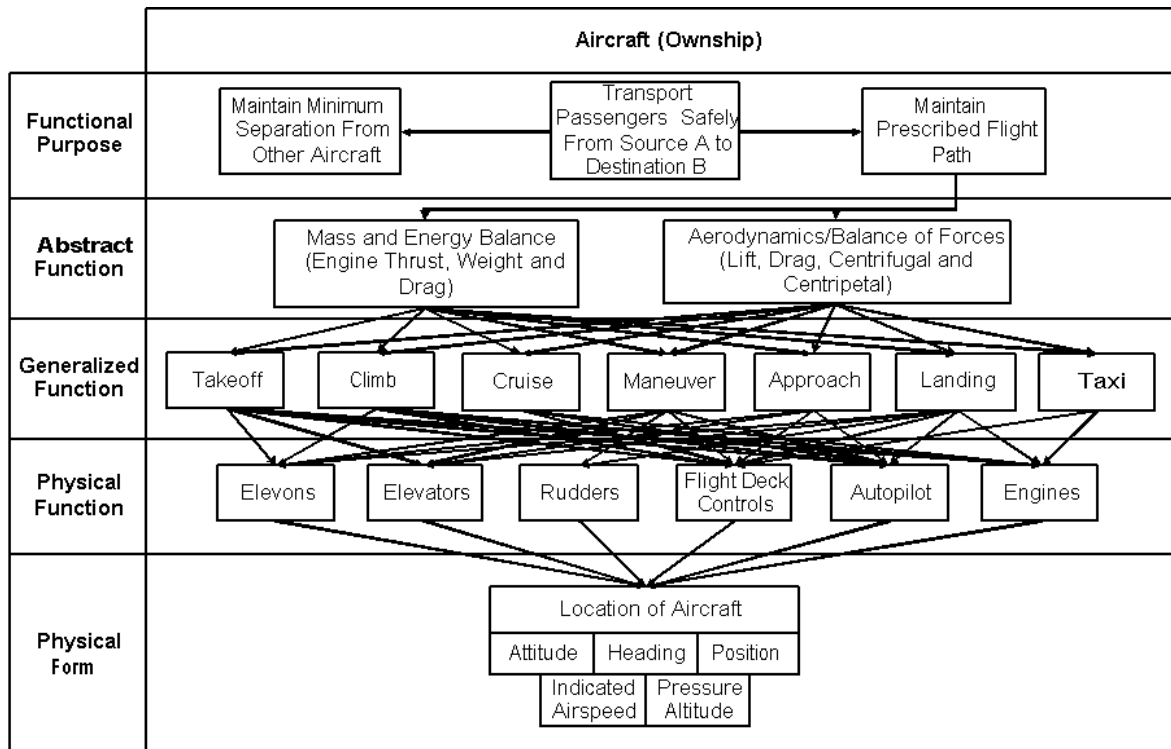 Aircraft (Ownship)
Functional
Purpose
Maintain Minimum
Separation From
Other Aircraft
Transport
Passengers Safely
From Source A to
Destination B
Maintain
Prescribed Flight
Path
Abstract
Function
Mass and Energy Balance
(Engine Thrust, Weight and
Drag)
Aerodynamics/Balance of Forces
(Lift, Drag, Centrifugal and
Centripetal)
Generalized
Function
Takeoff
Climb
Cruise
Maneuver
Approach
Landing
Taxi
Physical
Function
Elevons
Elevators
Rudders
Flight Deck
Controls
Autopilot
Engines
Physical
Form
Location of Aircraft
Attitude
Heading
Position
Indicated
Airspeed
Pressure
Altitude